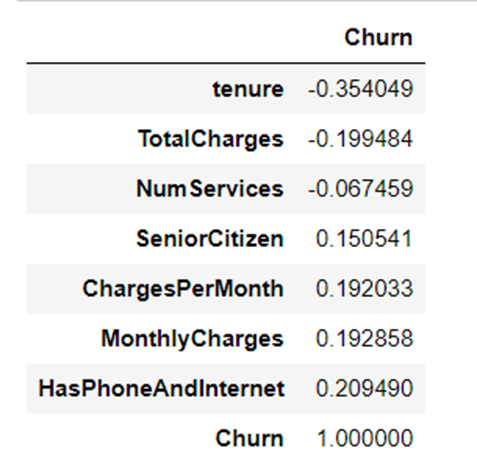 Churn
tenure -0.354049
TotalCharges -0.199484
NumServices -0.067459
SeniorCitizen 0.150541
ChargesPerMonth 0.192033
MonthlyCharges 0.192858
HasPhoneAndInternet 0.209490
Churn 1.000000